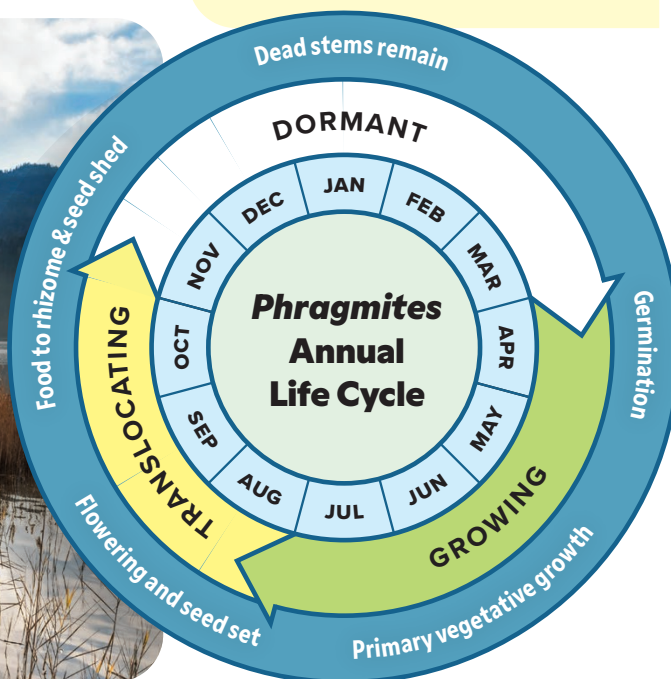 Dead stems remain
Germination
Primary vegetative growth
Flowering and seed set
Food to rhizome & seed shed
DORMANT
GROWING
TRANSLOCATING
JAN
FEB
MAR
APR
MAY
JUN
JUL
AUG
SEP
OCT
NOV
DEC
Phragmites
Annual
Life Cycle